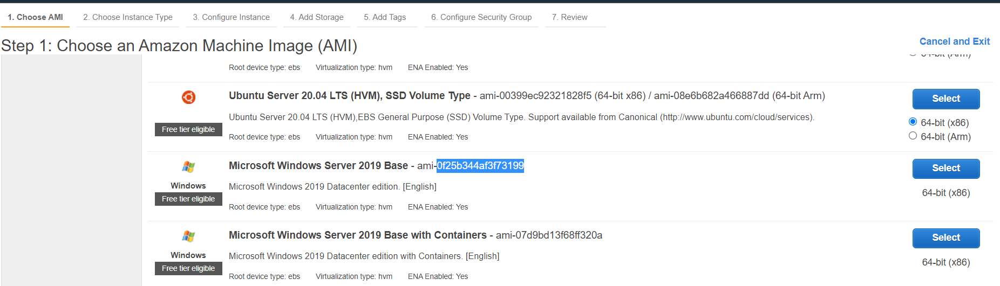 1. Choose AMI 2. Choose Instance Type 3. Configure Instance 4. Add Storage 5. Add Tags 6. Configure Security Group 7. Review
Step 1: Choose an Amazon Machine Image (AMI)
Cancel and Exit
64-bit (Arm)
Root device type: ebs Virtualization type: hvm ENA Enabled: Yes
Ubuntu Server 20.04 LTS (HVM), SSD Volume Type - ami-00399ec92321828f5 (64-bit x86) / ami-08e6b682a466887dd (64-bit Arm)
Select
Ubuntu Server 20.04 LTS (HVM),EBS General Purpose (SSD) Volume Type. Support available from Canonical (http://www.ubuntu.com/cloud/services).
64-bit (x86)
Free tier eligible
Root device type: ebs Virtualization type: hvm ENA Enabled: Yes
64-bit (Arm)
Microsoft Windows Server 2019 Base - ami-0f25b344af3f73199
Select
Windows
Microsoft Windows 2019 Datacenter edition. [English]
64-bit (x86)
Free tier eligible
Root device type: ebs Virtualization type: hvm ENA Enabled: Yes
Microsoft Windows Server 2019 Base with Containers - ami-07d9bd13f68ff320a
Select
Windows
Microsoft Windows 2019 Datacenter edition with Containers. [English]
64-bit (x86)
Free tier eligible
Root device type: ebs Virtualization type: hvm ENA Enabled: Yes